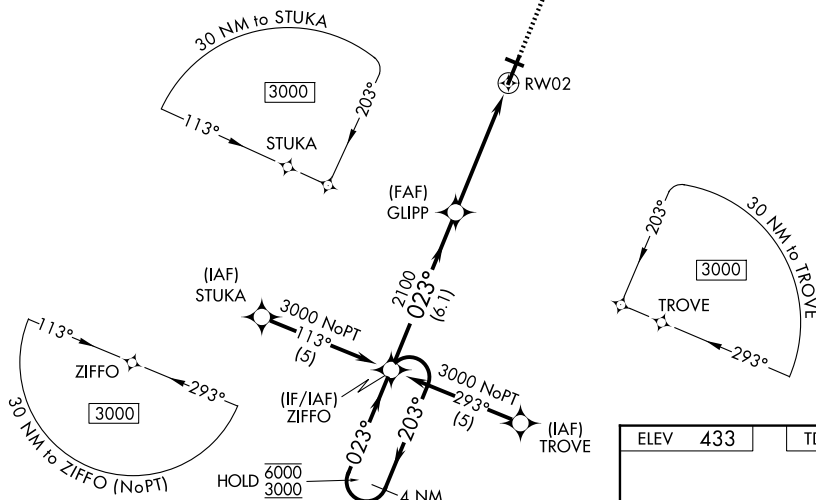 30 NM to STUKA
3000
113°
203°
STUKA
RW02
(FAF)
GLIPP
30 NM to TROVE
203°
3000
TROVE
293°
(IAF)
STUKA
3000 NoPT
113°
(5)
2100
023°
(6.1)
113°
ZIFFO
293°
3000
30 NM to ZIFFO (NoPT)
(IF/IAF)
ZIFFO
3000 NoPT
293°
(5)
(IAF)
TROVE
023°
203°
HOLD 6000
3000
4 NM
ELEV 433
TD